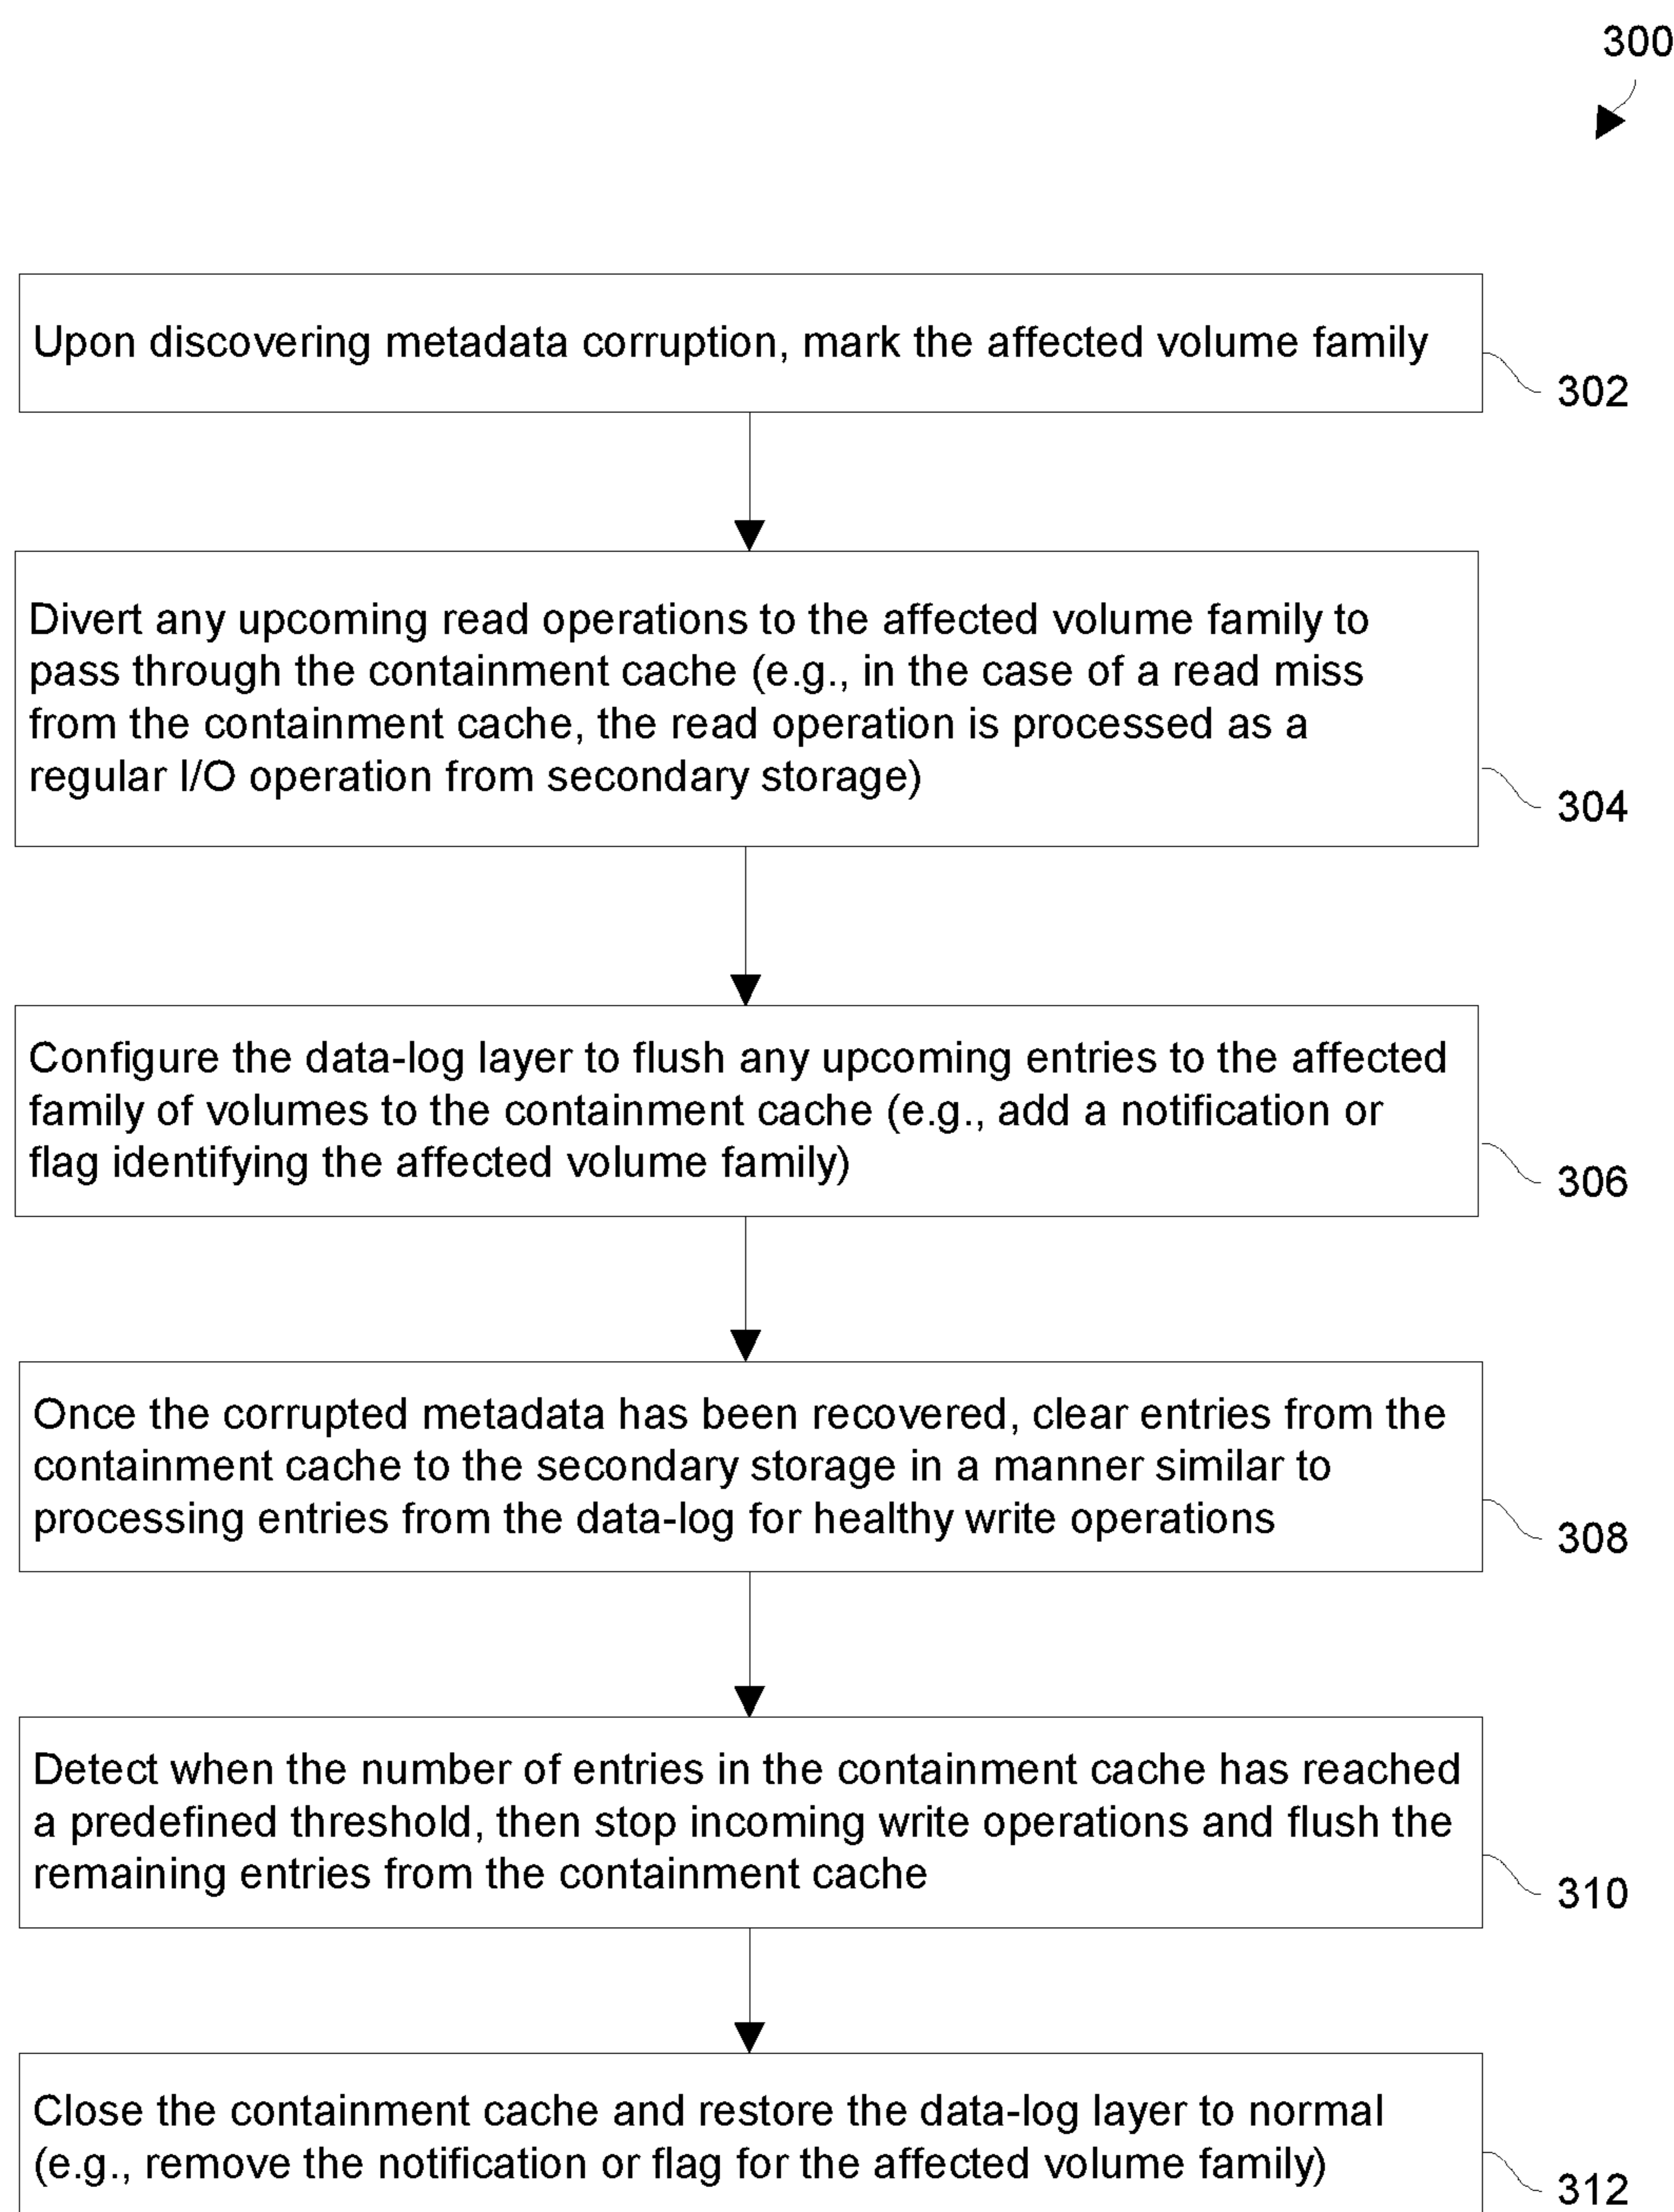 300
Upon discovering metadata corruption, mark the affected volume family
302
Divert any upcoming read operations to the affected volume family to
pass through the containment cache (e.g., in the case of a read miss
from the containment cache, the read operation is processed as a
regular I/O operation from secondary storage)
304
Configure the data-log layer to flush any upcoming entries to the affected
family of volumes to the containment cache (e.g., add a notification or
flag identifying the affected volume family)
306
Once the corrupted metadata has been recovered, clear entries from the
containment cache to the secondary storage in a manner similar to
processing entries from the data-log for healthy write operations
308
Detect when the number of entries in the containment cache has reached
a predefined threshold, then stop incoming write operations and flush the
remaining entries from the containment cache
310
Close the containment cache and restore the data-log layer to normal
(e.g., remove the notification or flag for the affected volume family)
312